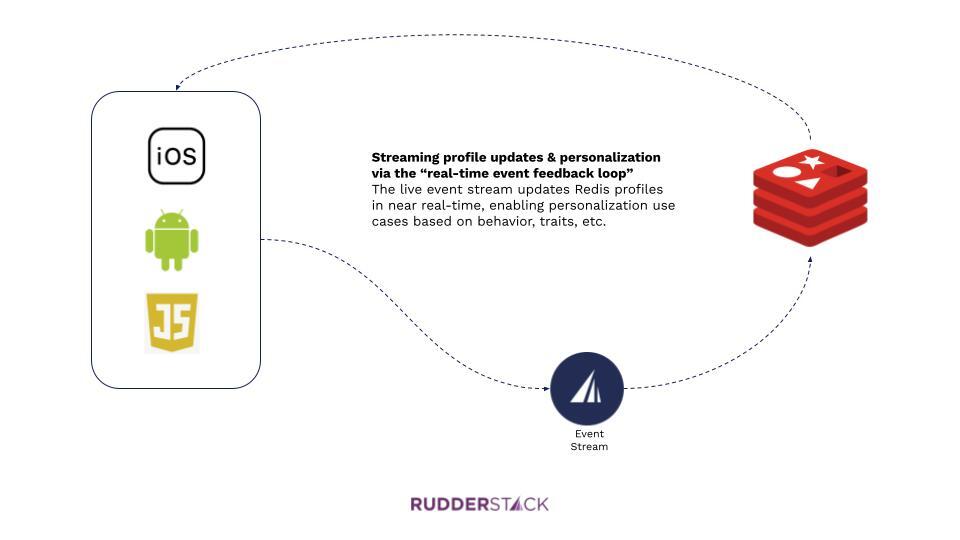 iOS
Streaming profile updates & personalization
via the “real-time event feedback loop”
The live event stream updates Redis profiles
in near real-time, enabling personalization use
cases based on behavior, traits, etc.
JS
Event
Stream
RUDDERSTACK